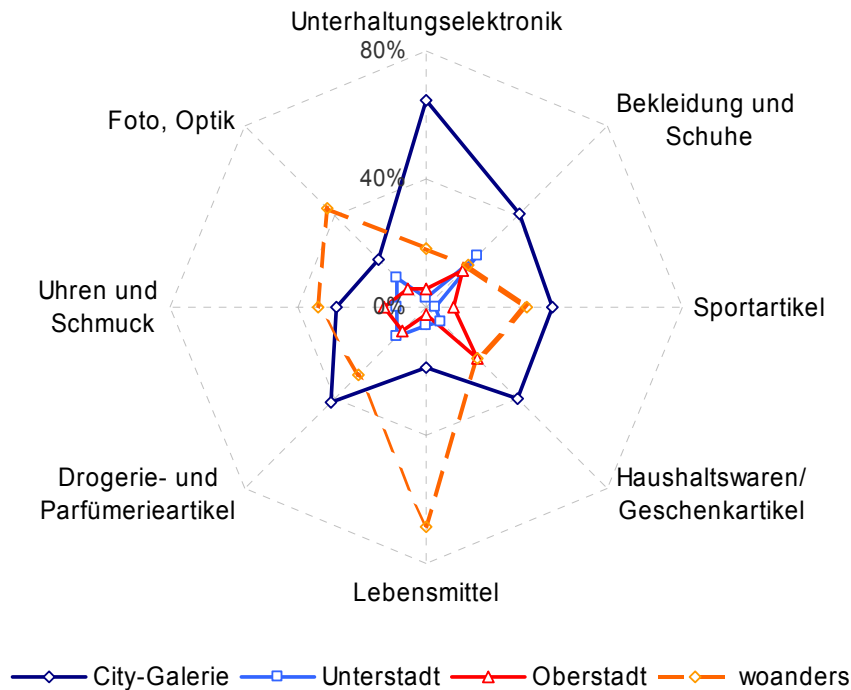 Unterhaltungselektronik
80%
Bekleidung und
Schuhe
Foto, Optik
40%
Uhren und
Schmuck
0%
Sportartikel
Drogerie- und
Parfümerieartikel
Haushaltswaren/
Geschenkartikel
Lebensmittel
City-Galerie
Unterstadt
Oberstadt
woanders